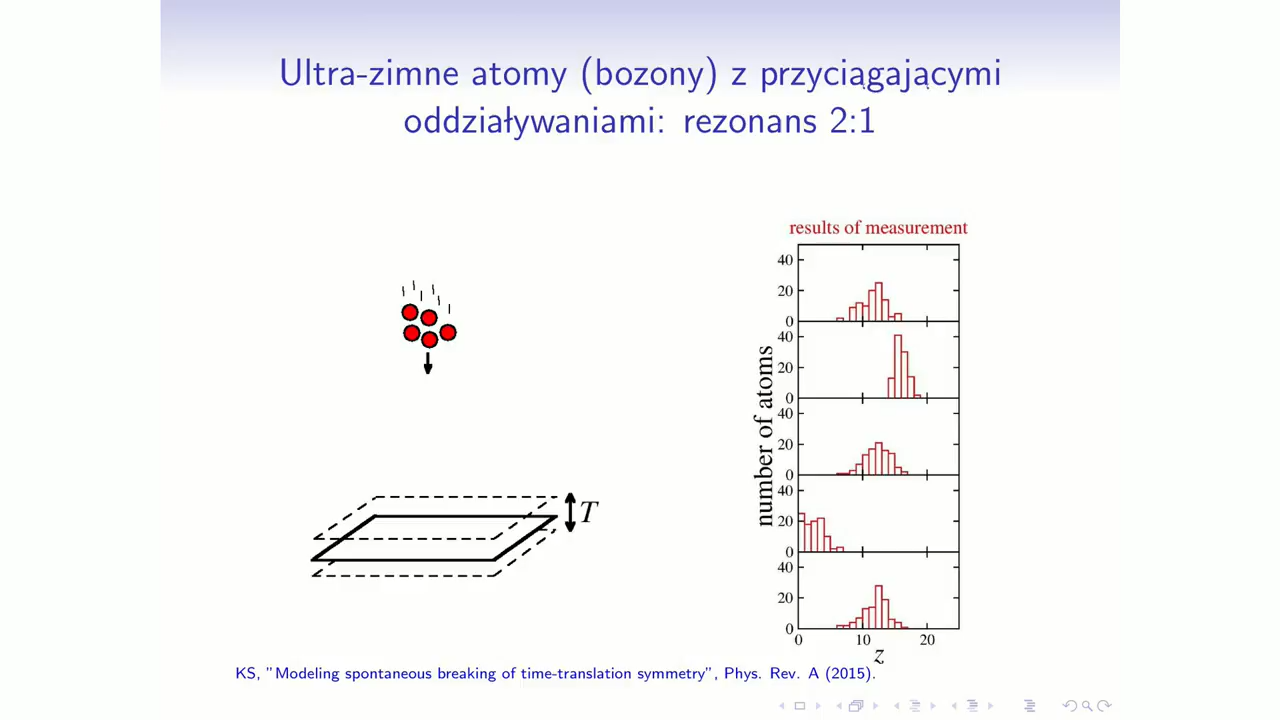 Ultra-zimne atomy (bozony) z przyciągającymi
oddziaływaniami: rezonans 2:1
results of measurement
40
20
0
40
20
0
40
20
0
40
20
0
40
20
0
0 10 20
number of atoms
z
T
KS, "Modeling spontaneous breaking of time-translation symmetry", Phys. Rev. A (2015).